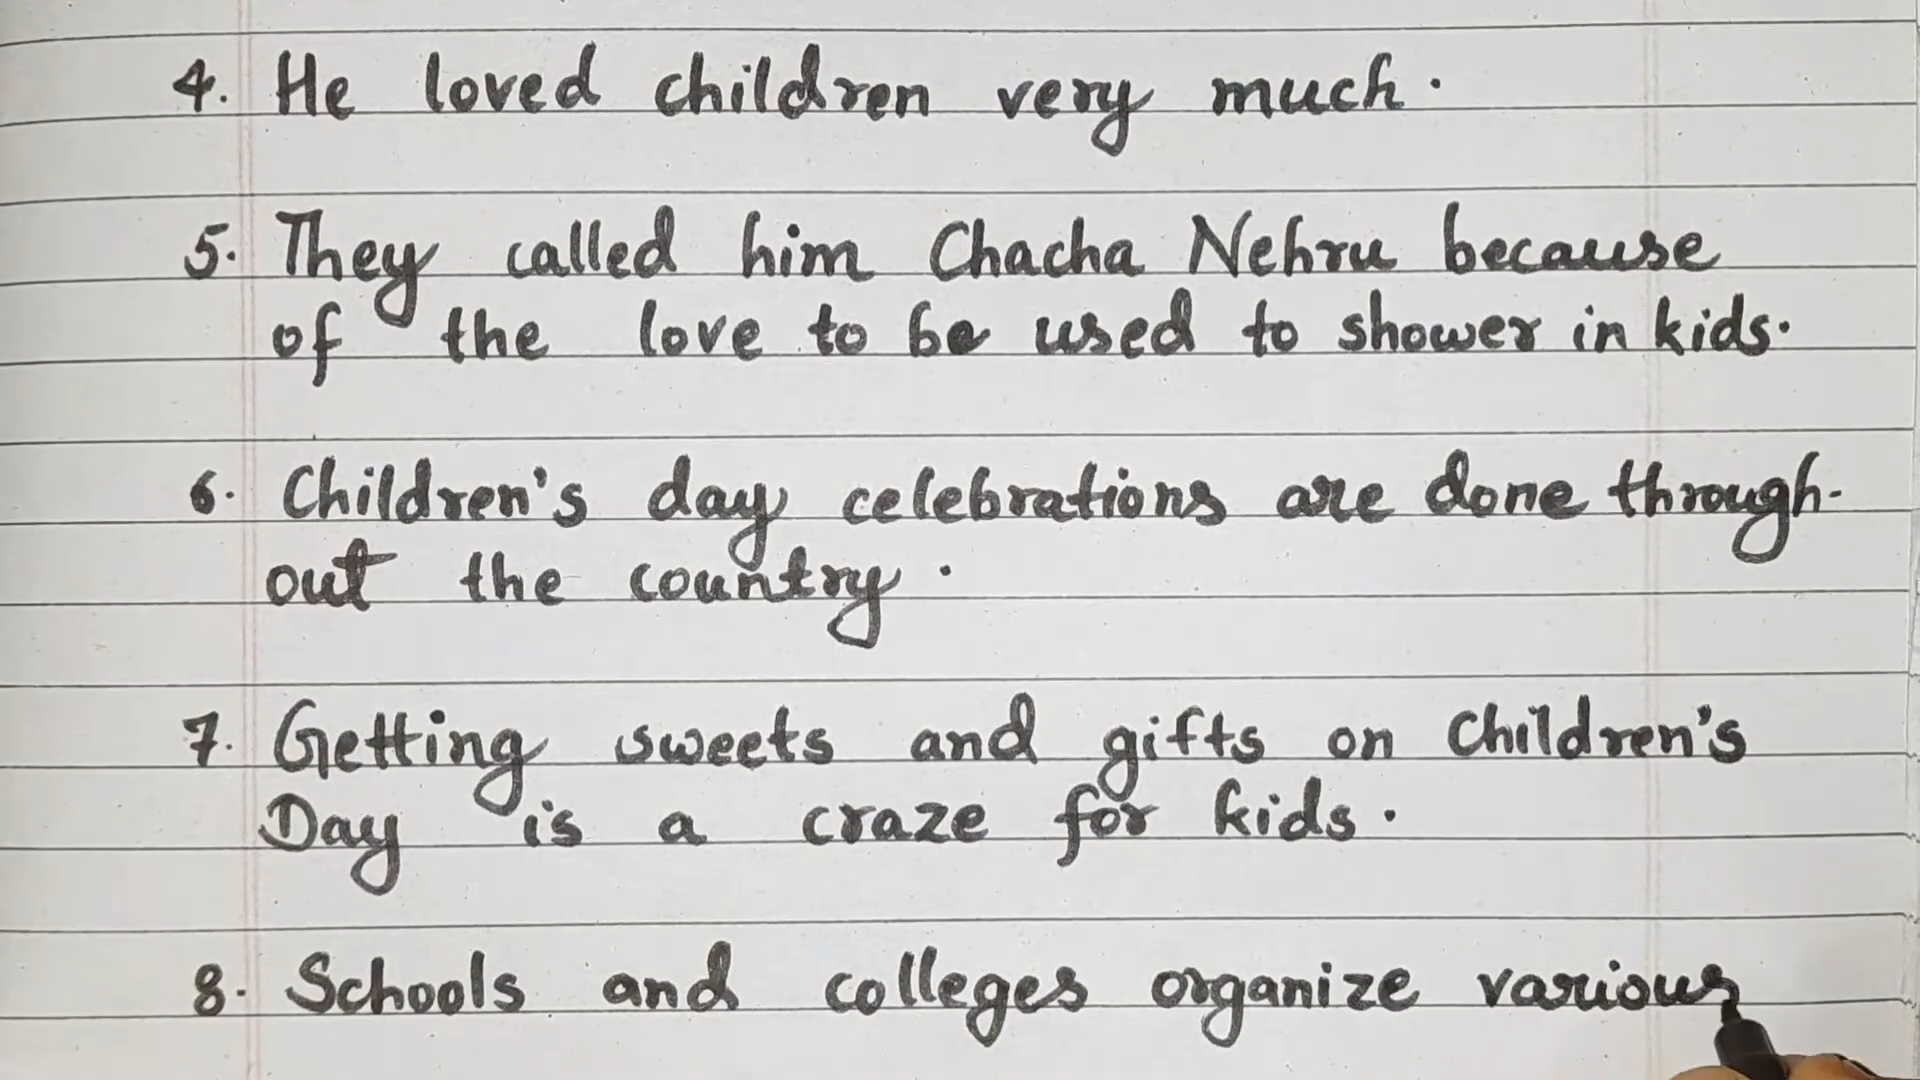 4. He loved children very much.
5. They called him Chacha Nehru because
of the love to be used to shower in kids.
6. Children's day celebrations are done through-
out the country.
7. Getting sweets and gifts on Children's
Day is a craze for kids.
8. Schools and colleges organize various